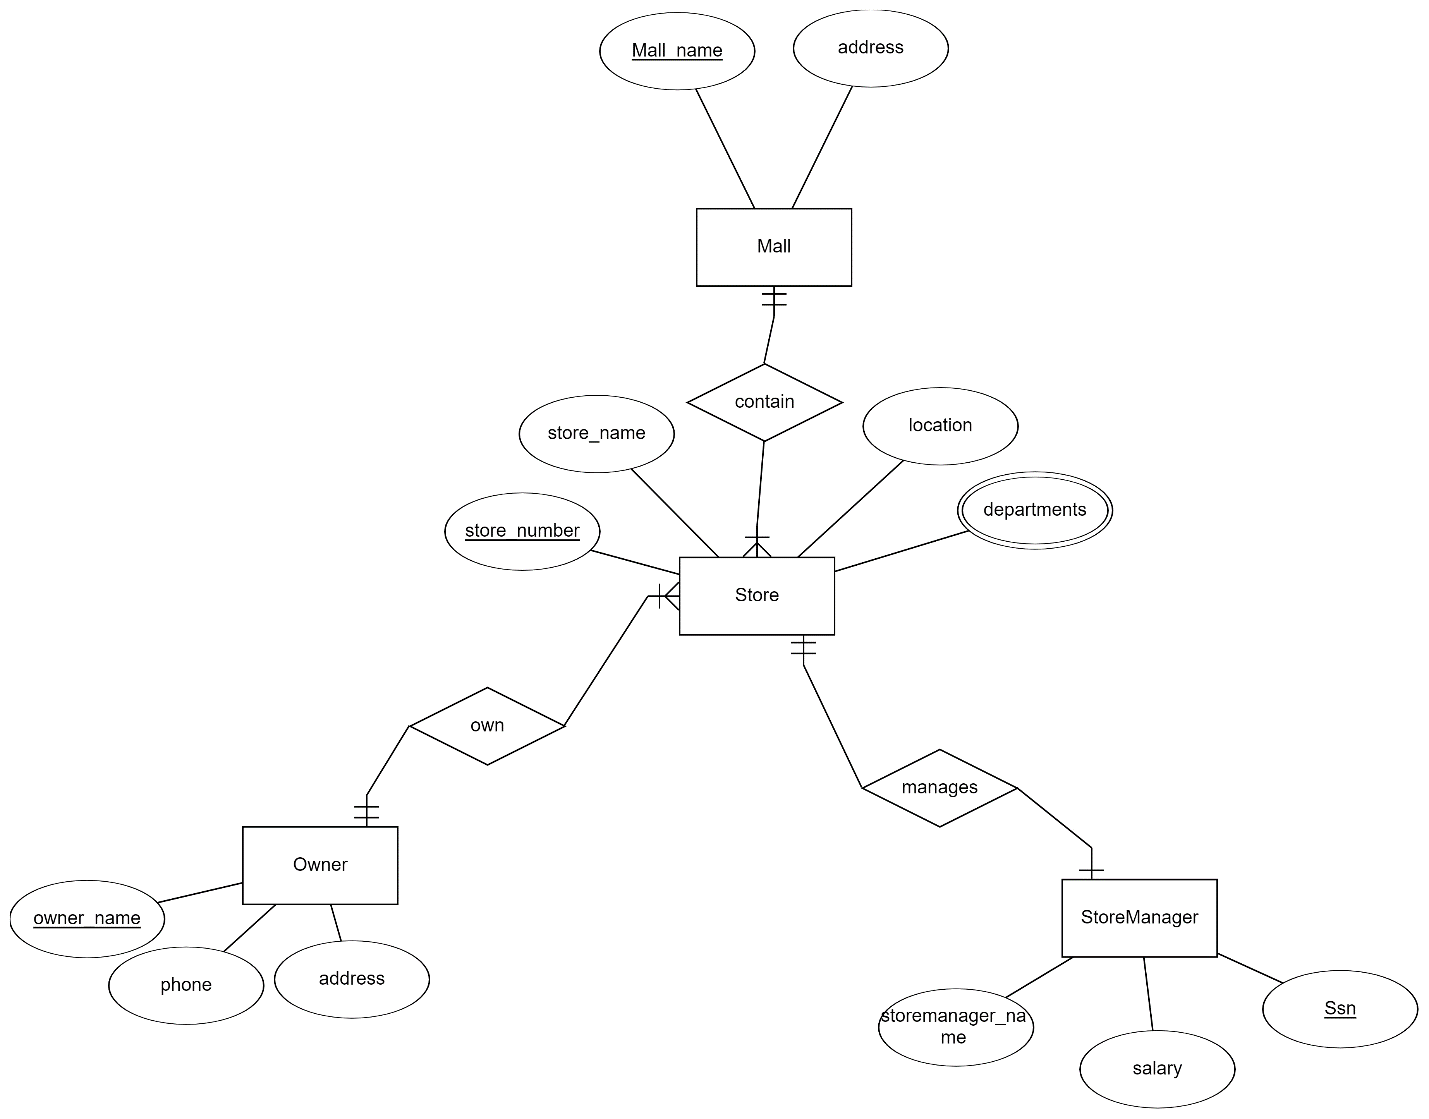 Mall_name
address
Mall
contain
store_name
location
departments
store_number
Store
own
manages
Owner
StoreManager
owner_name
phone
address
storemanager_na
me
salary
Ssn